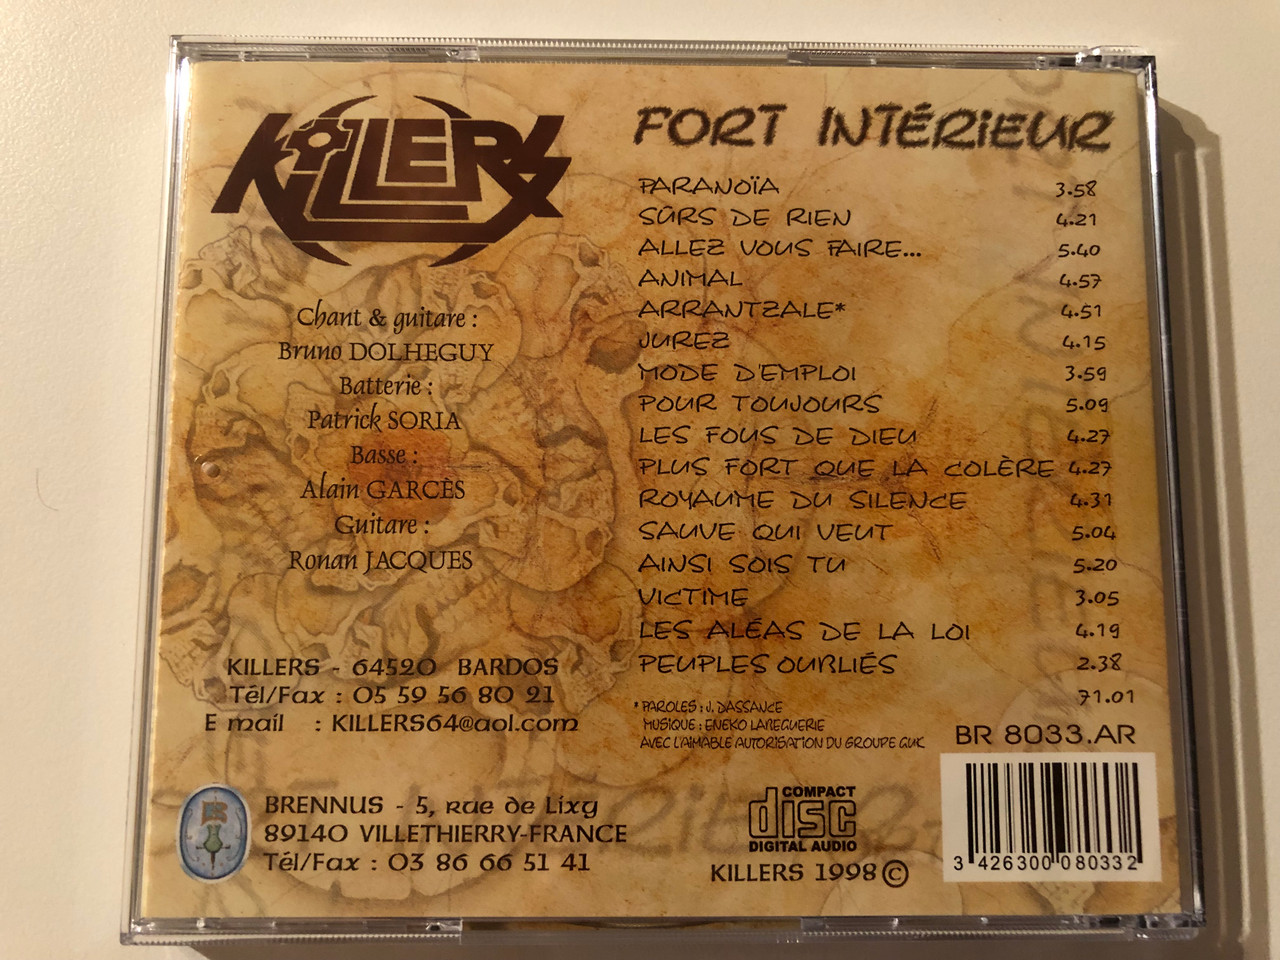 KILLERS
FORT INTÉRIEUR
PARANOÏA 3.58
SÛRS DE RIEN 4.21
ALLEZ VOUS FAIRE... 5.40
ANIMAL 4.57
ARRANTZALE* 4.51
JUREZ 4.15
MODE D'EMPLOI 3.59
POUR TOUJOURS 5.09
LES FOUS DE DIEU 4.27
PLUS FORT QUE LA COLÈRE 4.27
ROYAUME DU SILENCE 4.31
SAUVE QUI VEUT 5.04
AINSI SOIS TU 5.20
VICTIME 3.05
LES ALÉAS DE LA LOI 4.19
PEUPLES OUBLIÉS 2.38
71.01
* PAROLES : J. DASSANCE
MUSIQUE : ENEKO LABEGUERIE
AVEC L'AIMABLE AUTORISATION DU GROUPE GUK
Chant & guitare :
Bruno DOLHEGUY
Batterie :
Patrick SORIA
Basse :
Alain GARCÈS
Guitare :
Ronan JACQUES
KILLERS - 64520 BARDOS
Tél/Fax : 05 59 56 80 21
E mail : KILLERS64@aol.com
BRENNUS - 5, Rue de Lixy
89140 VILLETHIERRY-FRANCE
Tél/Fax : 03 86 66 51 41
COMPACT
disc
DIGITAL AUDIO
KILLERS 1998 ©
BR 8033.AR
3 426300 080332